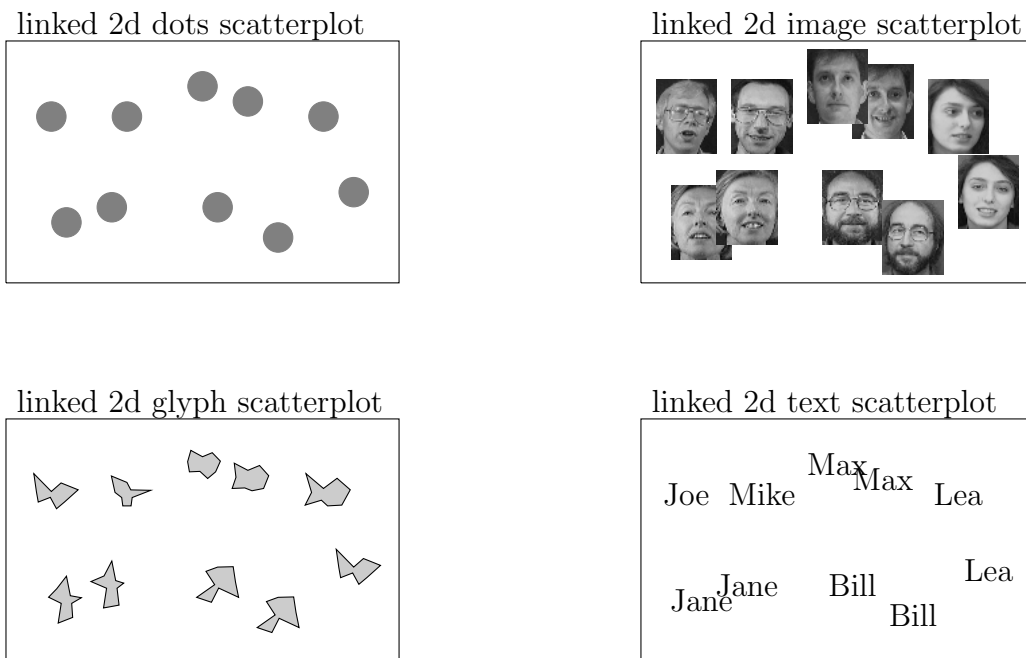 linked 2d dots scatterplot
linked 2d image scatterplot
linked 2d glyph scatterplot
linked 2d text scatterplot
Max
Max
Joe
Mike
Lea
Lea
Jane
Jane
Bill
Bill